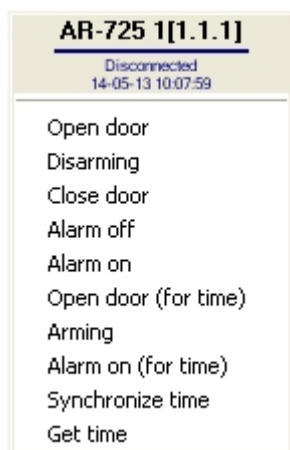 AR-725 1[1.1.1]
Disconnected
14-05-13 10:07:59
Open door
Disarming
Close door
Alarm off
Alarm on
Open door (for time)
Arming
Alarm on (for time)
Synchronize time
Get time